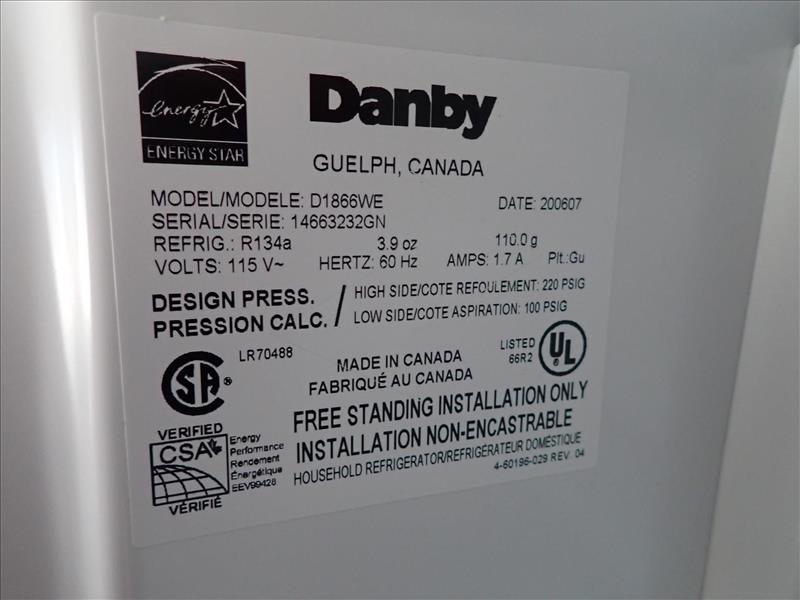 energy
ENERGY STAR
Danby
GUELPH, CANADA
MODEL/MODELE: D1866WE DATE: 200607
SERIAL/SERIE: 14663232GN
REFRIG.: R134a 3.9 oz 110.0 g
VOLTS: 115 V~ HERTZ: 60 Hz AMPS: 1.7 A Plt.:Gu
DESIGN PRESS. / HIGH SIDE/COTE REFOULEMENT: 220 PSIG
PRESSION CALC. / LOW SIDE/COTE ASPIRATION: 100 PSIG
LR70488
CSA ®
MADE IN CANADA
FABRIQUÉ AU CANADA
LISTED
66R2
UL
FREE STANDING INSTALLATION ONLY
INSTALLATION NON-ENCASTRABLE
HOUSEHOLD REFRIGERATOR/REFRIGÉRATEUR DOMESTIQUE
4-60196-029 REV. 04
VERIFIED
CSA
VÉRIFIÉ
Energy
Performance
Rendement
Énergétique
EEV99428